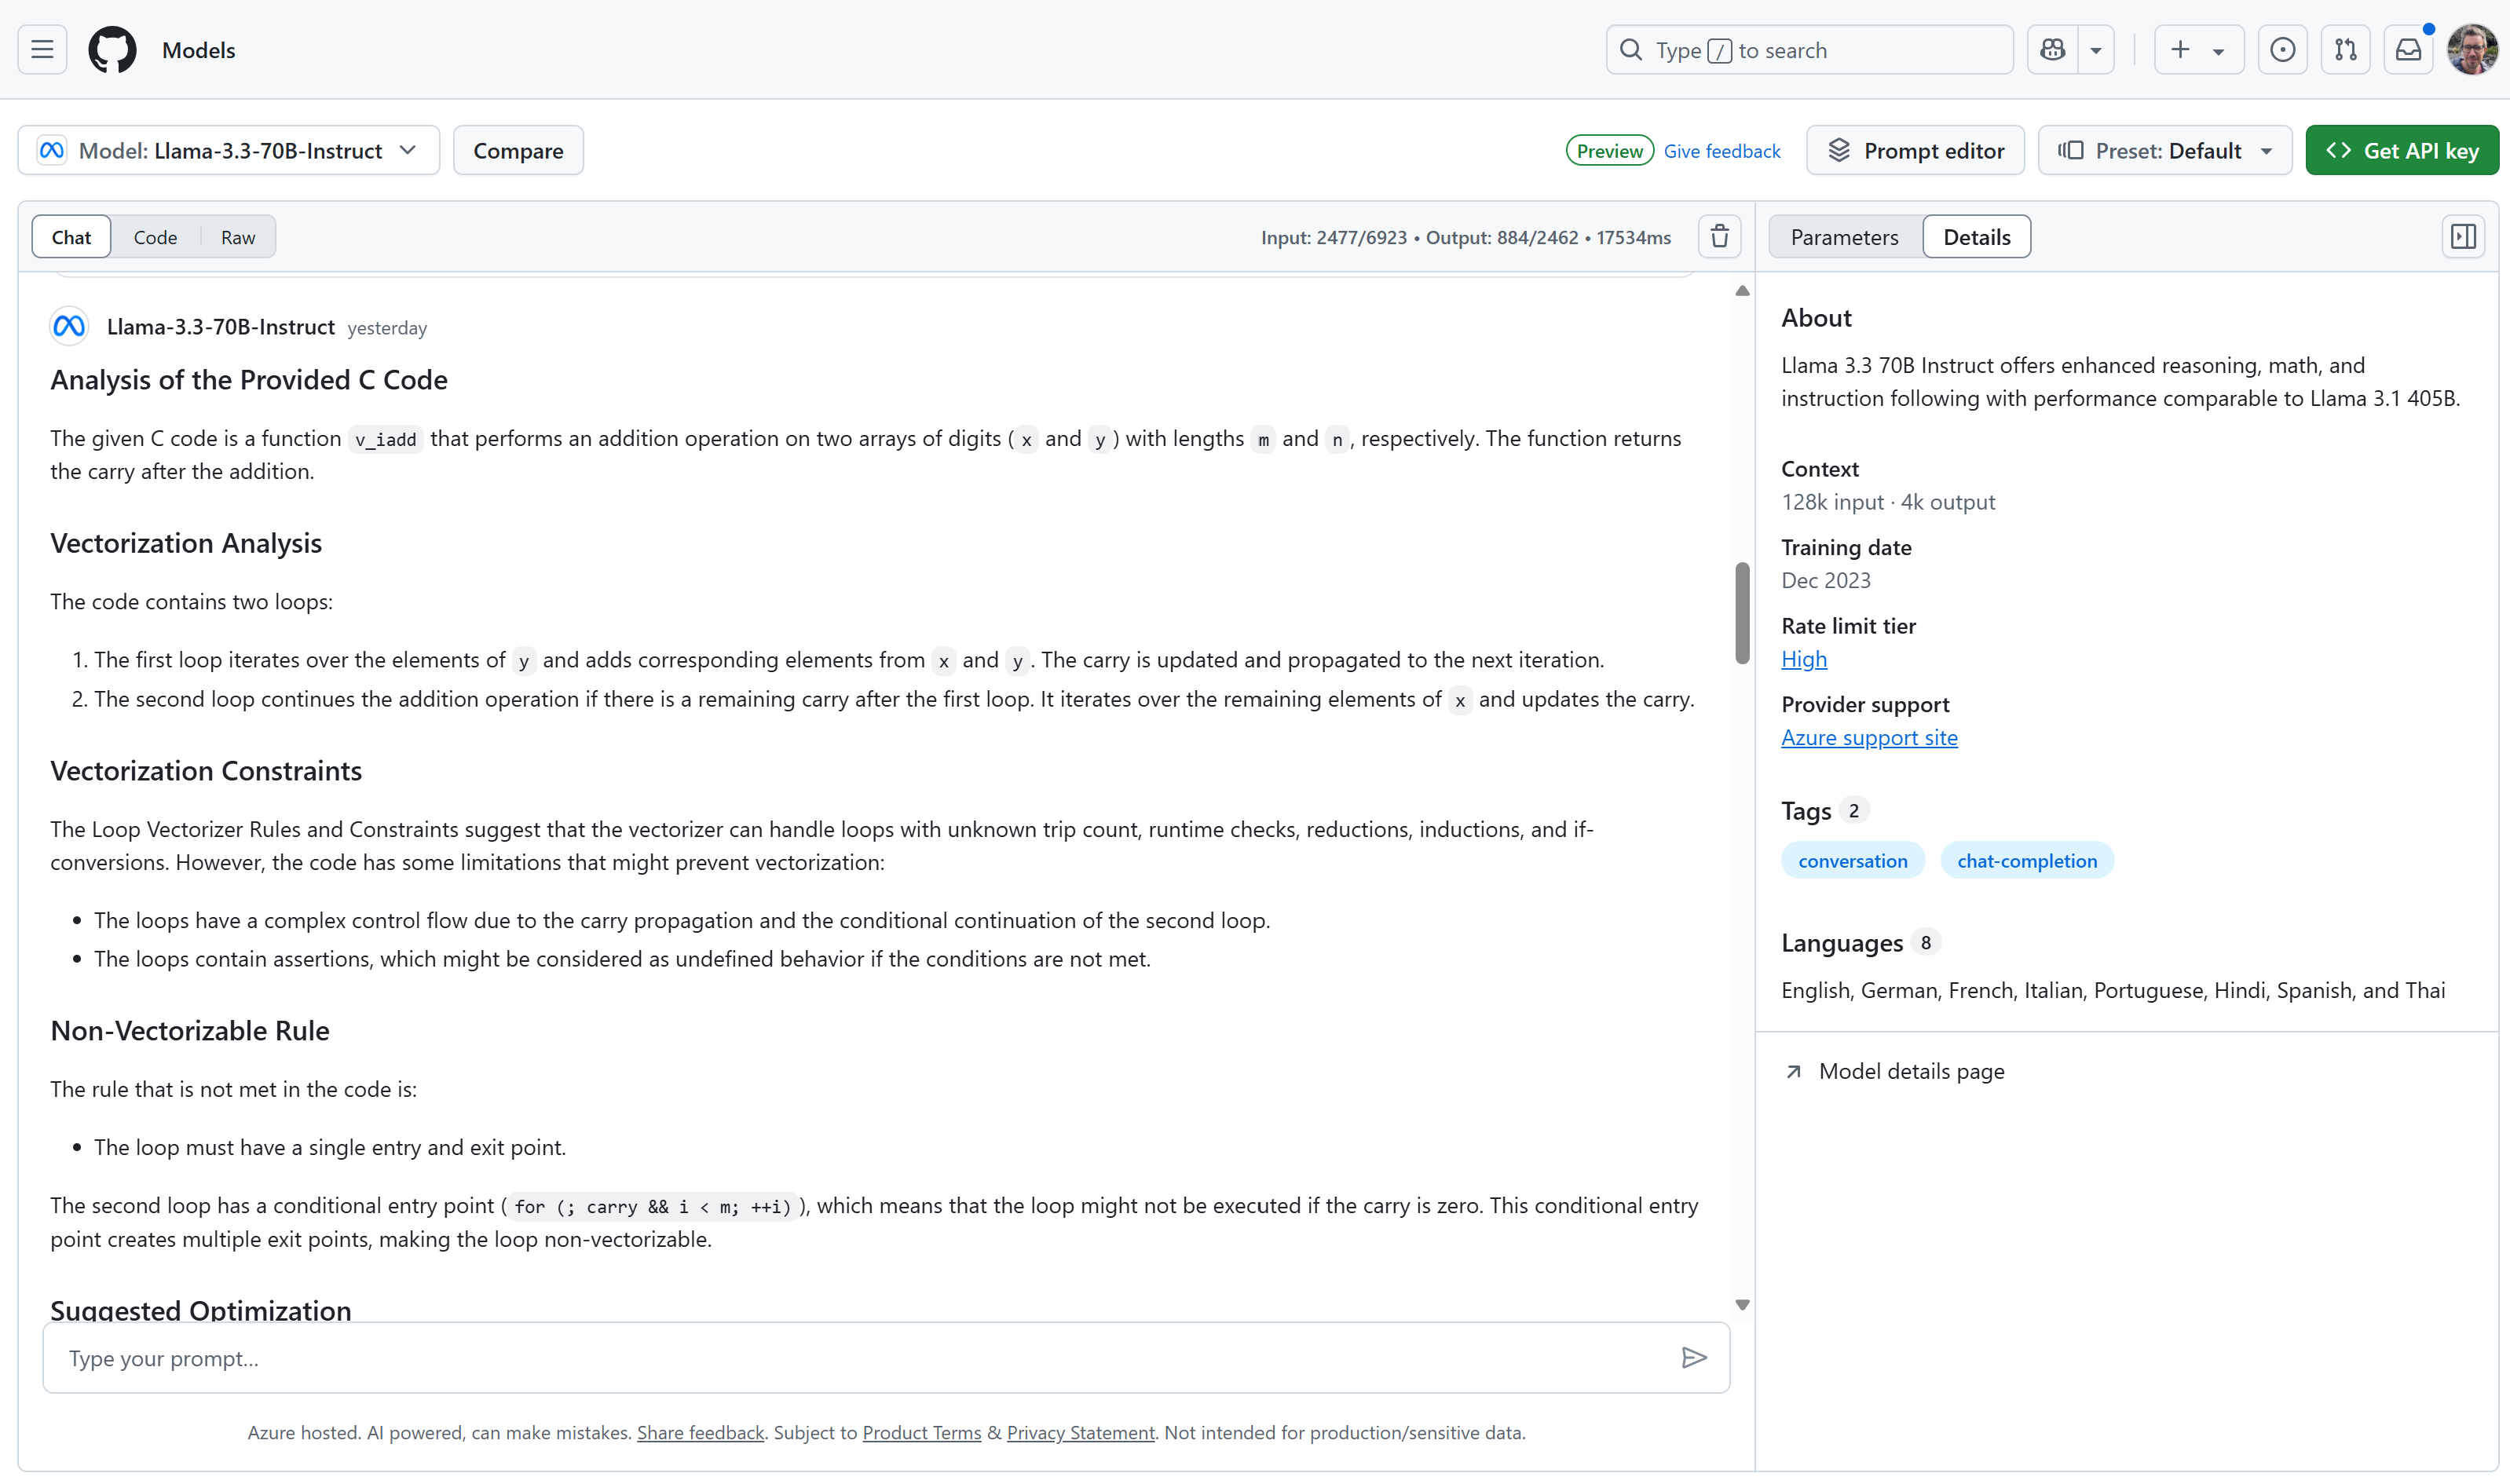 Models
Type / to search
Model: Llama-3.3-70B-Instruct
Compare
Preview
Give feedback
Prompt editor
Preset: Default
Get API key
Chat
Code
Raw
Input: 2477/6923 • Output: 884/2462 • 17534ms
Parameters
Details
Llama-3.3-70B-Instruct yesterday
Analysis of the Provided C Code
The given C code is a function v_iadd that performs an addition operation on two arrays of digits ( x and y ) with lengths m and n , respectively. The function returns
the carry after the addition.
Vectorization Analysis
The code contains two loops:
1. The first loop iterates over the elements of y and adds corresponding elements from x and y . The carry is updated and propagated to the next iteration.
2. The second loop continues the addition operation if there is a remaining carry after the first loop. It iterates over the remaining elements of x and updates the carry.
Vectorization Constraints
The Loop Vectorizer Rules and Constraints suggest that the vectorizer can handle loops with unknown trip count, runtime checks, reductions, inductions, and if-
conversions. However, the code has some limitations that might prevent vectorization:
• The loops have a complex control flow due to the carry propagation and the conditional continuation of the second loop.
• The loops contain assertions, which might be considered as undefined behavior if the conditions are not met.
Non-Vectorizable Rule
The rule that is not met in the code is:
• The loop must have a single entry and exit point.
The second loop has a conditional entry point ( for (; carry && i < m; ++i) ), which means that the loop might not be executed if the carry is zero. This conditional entry
point creates multiple exit points, making the loop non-vectorizable.
Suggested Optimization
Type your prompt...
Azure hosted. AI powered, can make mistakes. Share feedback. Subject to Product Terms & Privacy Statement. Not intended for production/sensitive data.
About
Llama 3.3 70B Instruct offers enhanced reasoning, math, and
instruction following with performance comparable to Llama 3.1 405B.
Context
128k input · 4k output
Training date
Dec 2023
Rate limit tier
High
Provider support
Azure support site
Tags 2
conversation
chat-completion
Languages 8
English, German, French, Italian, Portuguese, Hindi, Spanish, and Thai
Model details page